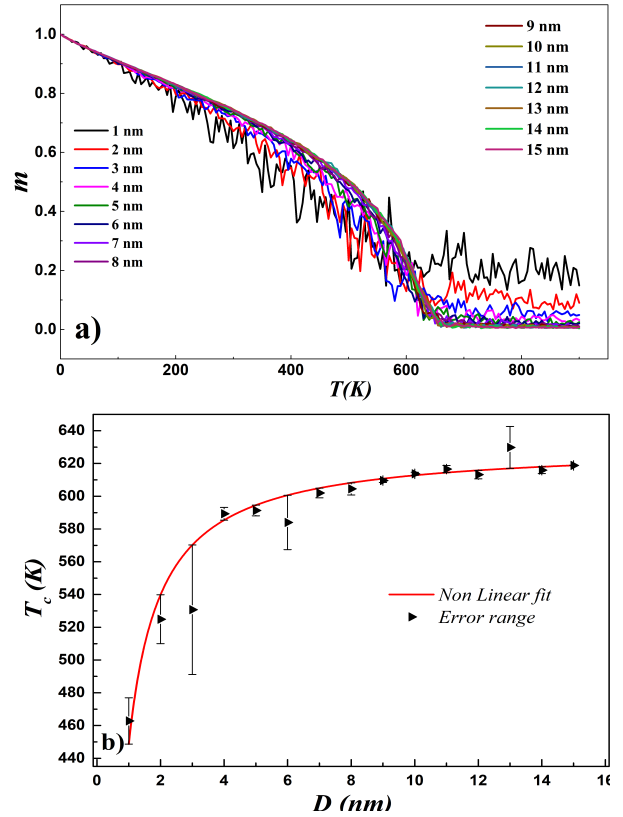 1.0
0.8
0.6
0.4
0.2
0.0
m
1 nm
2 nm
3 nm
4 nm
5 nm
6 nm
7 nm
8 nm
9 nm
10 nm
11 nm
12 nm
13 nm
14 nm
15 nm
a)
0 200 400 600 800
T(K)
640
620
600
580
560
540
520
500
480
460
440
T_c (K)
Non Linear fit
Error range
b)
0 2 4 6 8 10 12 14 16
D (nm)